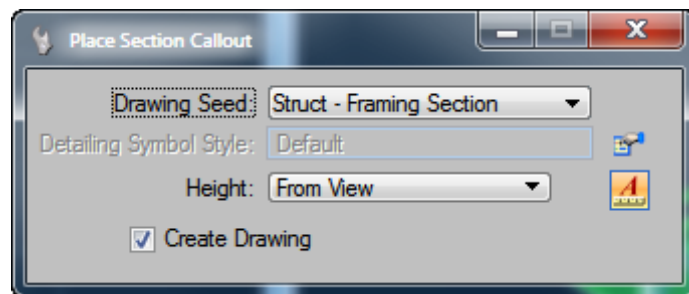 Place Section Callout
Drawing Seed: Struct - Framing Section
Detailing Symbol Style: Default
Height: From View
A
Create Drawing